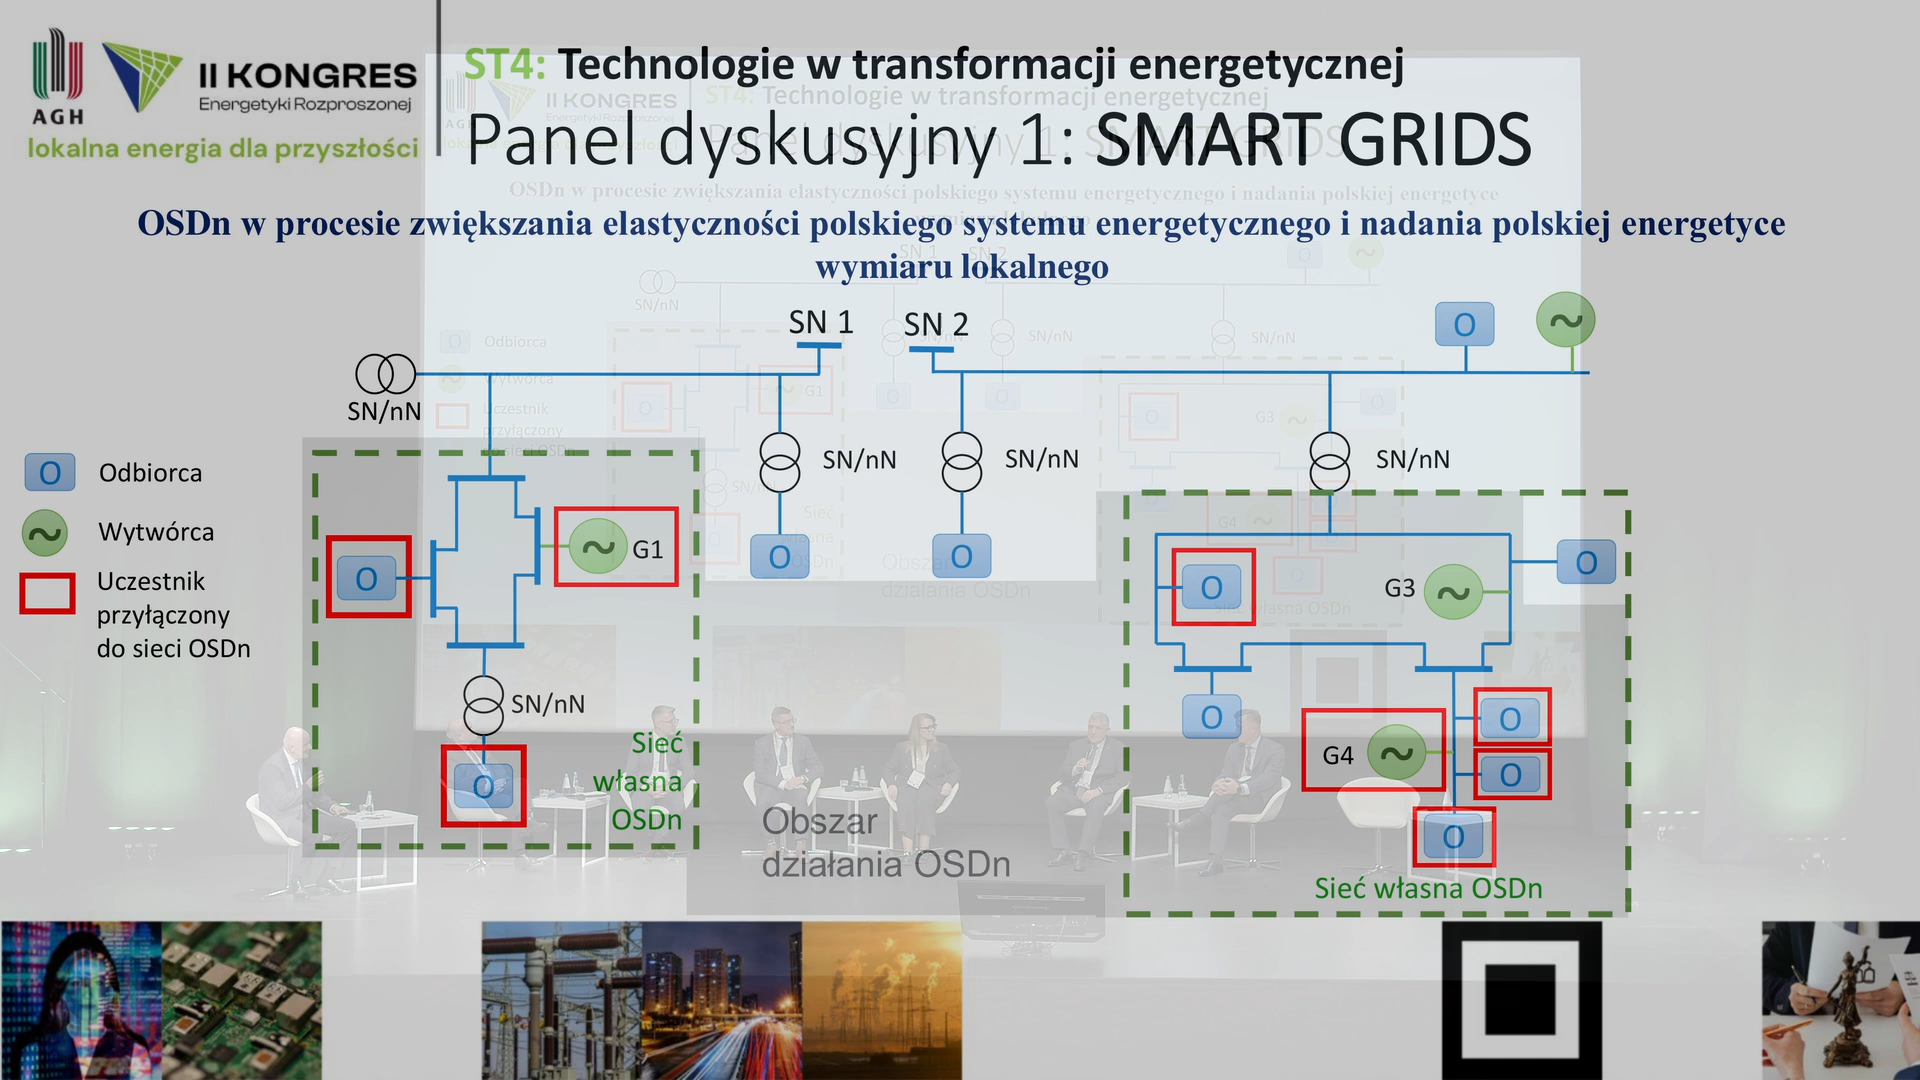 AGH
II KONGRES
Energetyki Rozproszonej
lokalna energia dla przyszłości
ST4: Technologie w transformacji energetycznej
Panel dyskusyjny 1: SMART GRIDS
OSDn w procesie zwiększania elastyczności polskiego systemu energetycznego i nadania polskiej energetyce
wymiaru lokalnego
SN 1
SN 2
O
SN/nN
SN/nN
SN/nN
SN/nN
O
Odbiorca
Wytwórca
Uczestnik
przyłączony
do sieci OSDn
O
G1
O
O
O
G3
O
SN/nN
O
O
G4
O
O
O
Sieć
własna
OSDn
Obszar
działania OSDn
Sieć własna OSDn